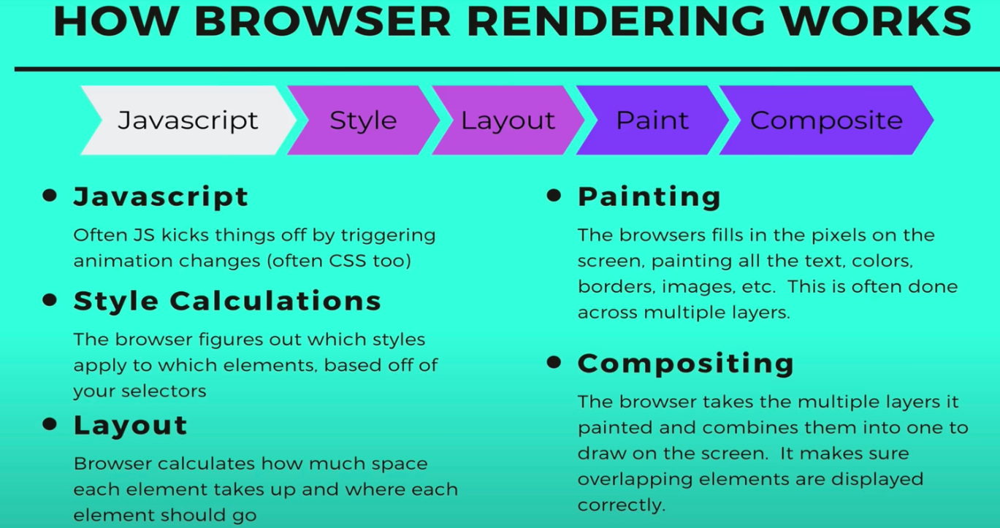 HOW BROWSER RENDERING WORKS
Javascript
Style
Layout
Paint
Composite
Javascript
Often JS kicks things off by triggering
animation changes (often CSS too)
Style Calculations
The browser figures out which styles
apply to which elements, based off of
your selectors
Layout
Browser calculates how much space
each element takes up and where each
element should go
Painting
The browsers fills in the pixels on the
screen, painting all the text, colors,
borders, images, etc.  This is often done
across multiple layers.
Compositing
The browser takes the multiple layers it
painted and combines them into one to
draw on the screen.  It makes sure
overlapping elements are displayed
correctly.